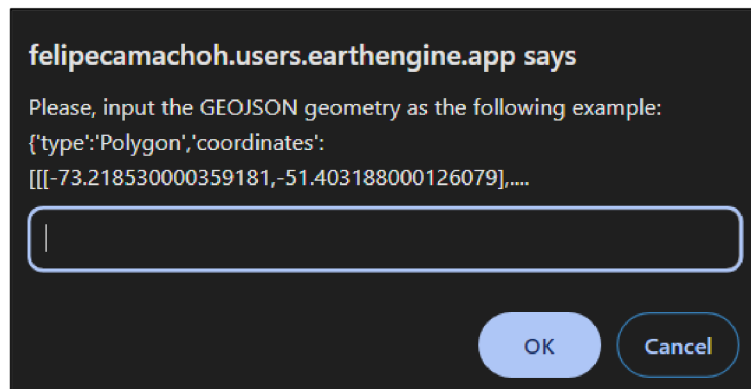 felipecamachoh.users.earthengine.app says
Please, input the GEOJSON geometry as the following example:
{'type':'Polygon','coordinates':
[[[-73.218530000359181,-51.403188000126079],....
OK
Cancel